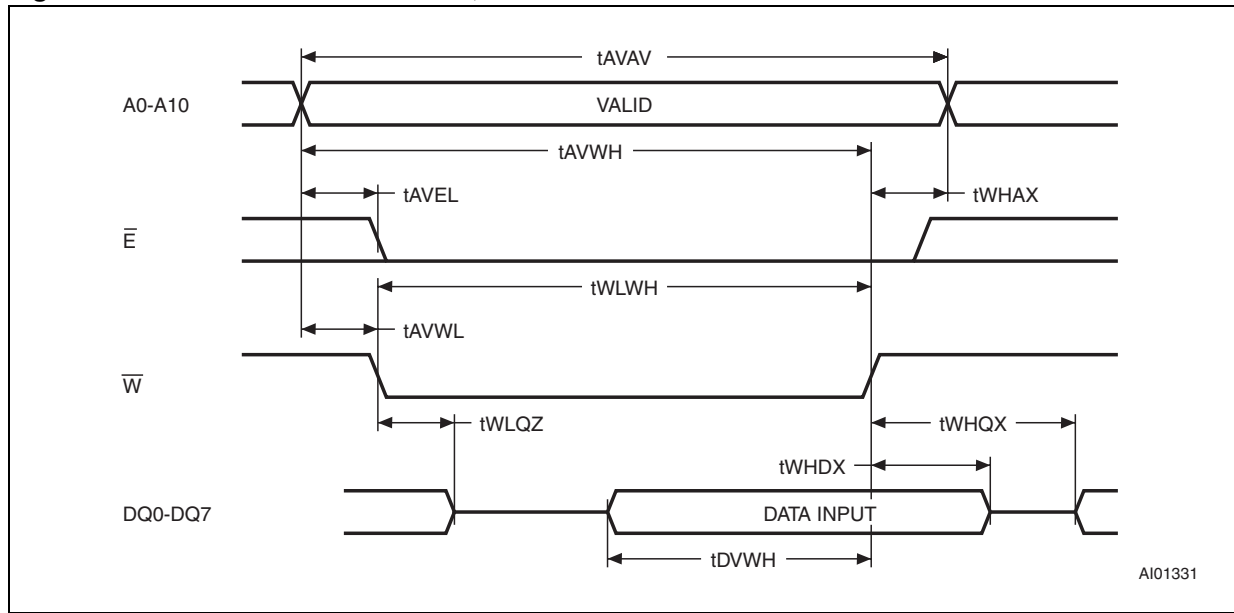 tAVAV
A0-A10
VALID
tAVWH
tAVEL
tWHAX
E̅
tWLWH
tAVWL
W̅
tWLQZ
tWHQX
tWHDX
DQ0-DQ7
DATA INPUT
tDVWH
AI01331